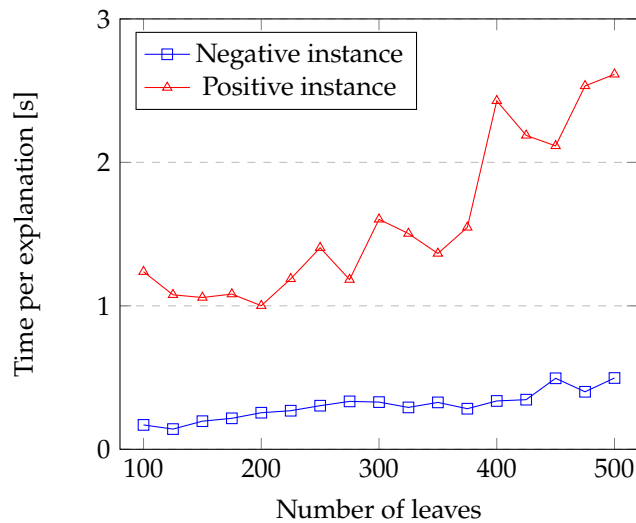 3
Negative instance
Positive instance
2
1
0
100 200 300 400 500
Time per explanation [s]
Number of leaves